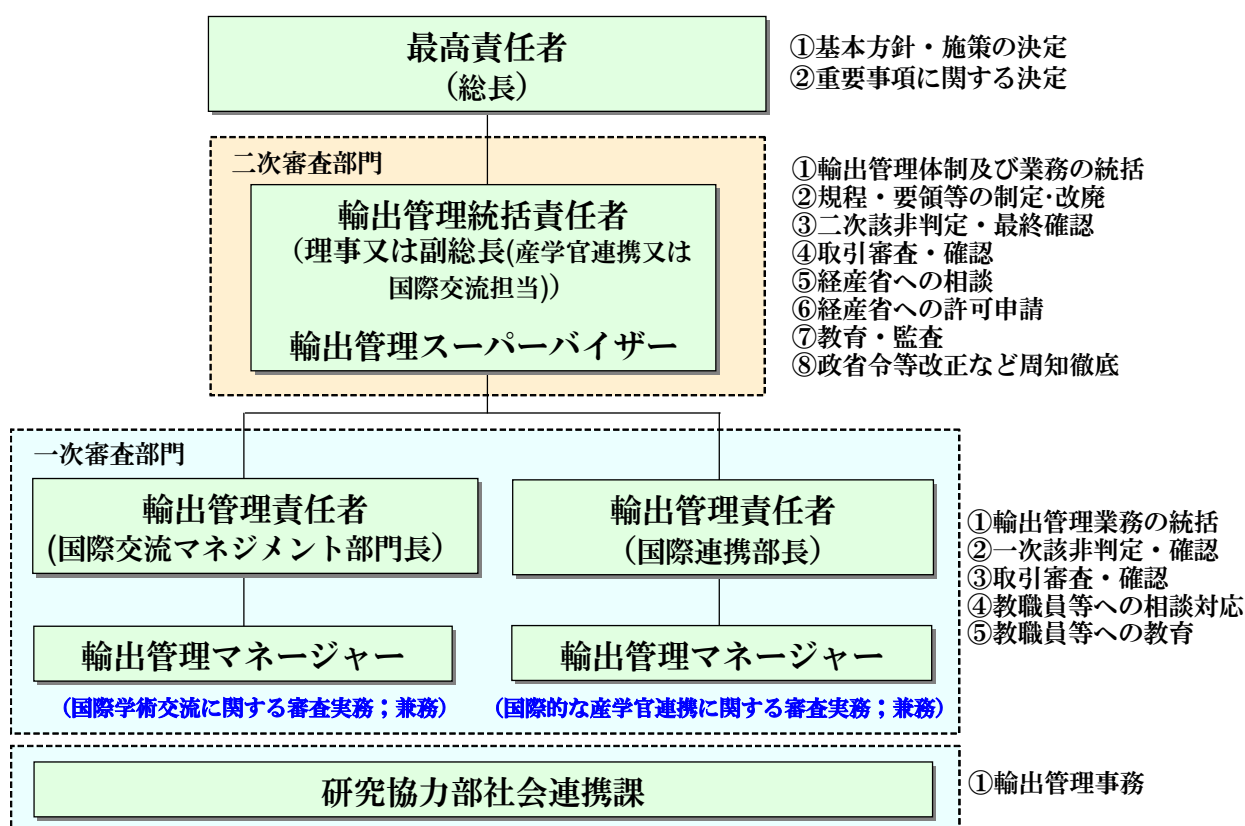 最高責任者
(総長)
①基本方針・施策の決定
②重要事項に関する決定
二次審査部門
輸出管理統括責任者
(理事又は副総長(産学官連携又は
国際交流担当))
輸出管理スーパーバイザー
①輸出管理体制及び業務の統括
②規程・要領等の制定･改廃
③二次該非判定・最終確認
④取引審査・確認
⑤経産省への相談
⑥経産省への許可申請
⑦教育・監査
⑧政省令等改正など周知徹底
一次審査部門
輸出管理責任者
(国際交流マネジメント部門長)
輸出管理責任者
(国際連携部長)
輸出管理マネージャー
(国際学術交流に関する審査実務；兼務)
輸出管理マネージャー
(国際的な産学官連携に関する審査実務；兼務)
①輸出管理業務の統括
②一次該非判定・確認
③取引審査・確認
④教職員等への相談対応
⑤教職員等への教育
研究協力部社会連携課
①輸出管理事務